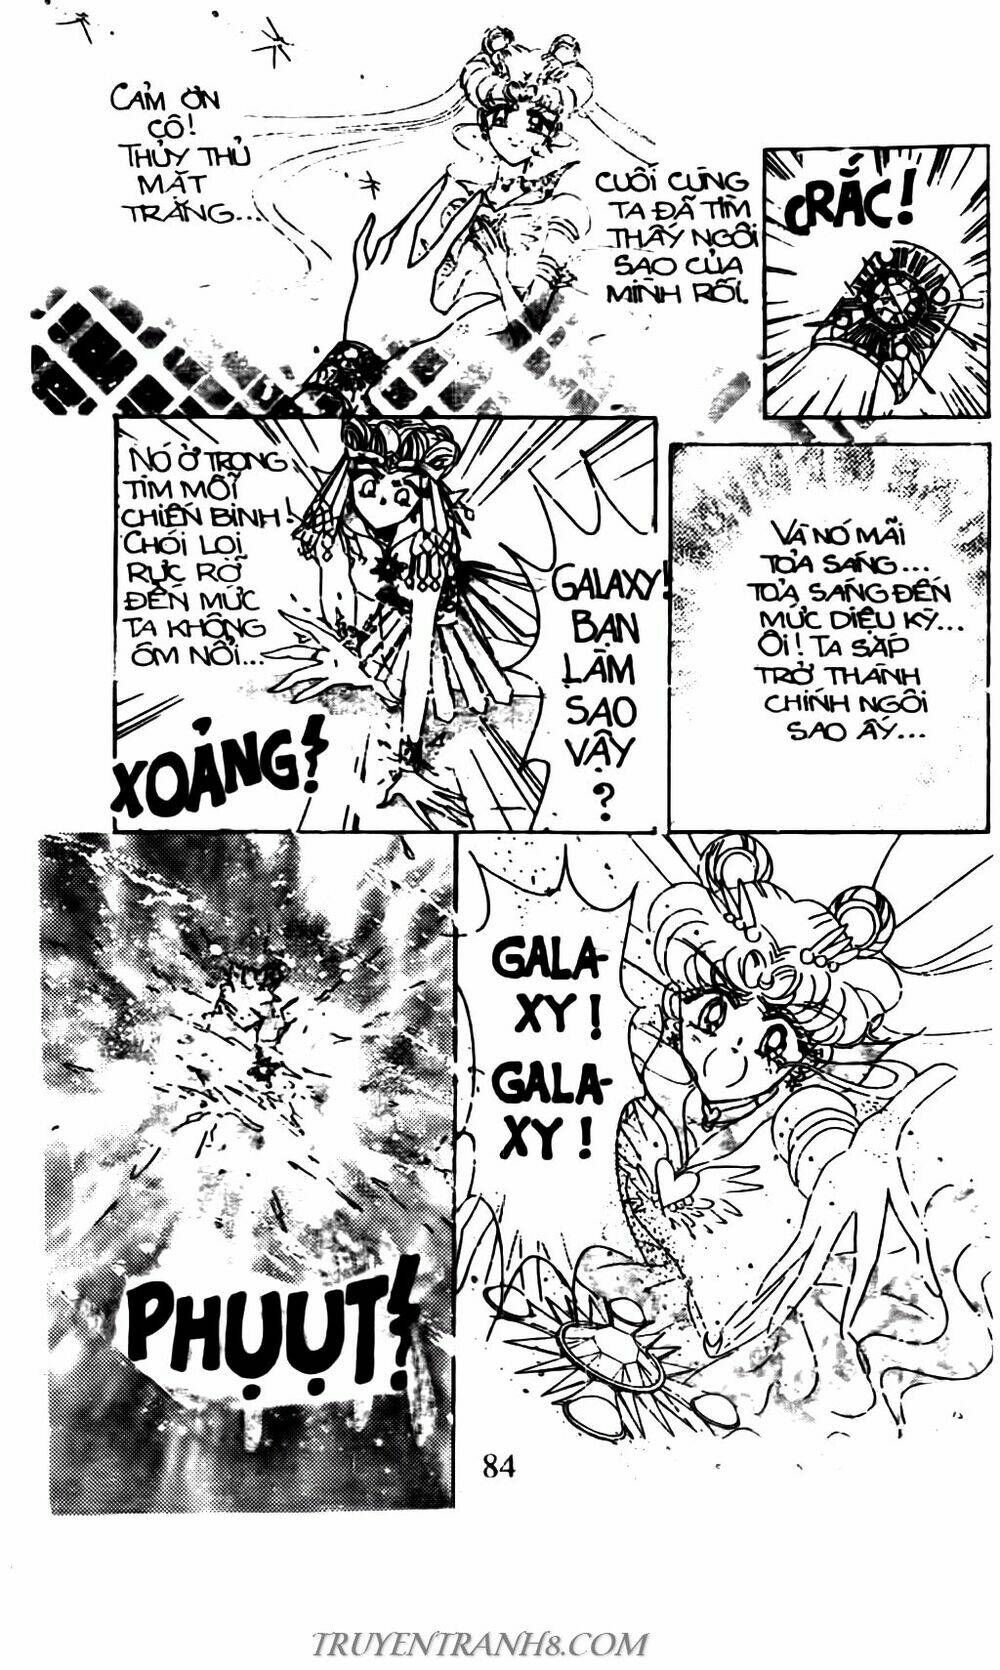 CẢM ƠN
CÔ!
THỦY THỦ
MẶT
TRĂNG...
CUỐI CÙNG
TA ĐÃ TÌM
THẤY NGÔI
SAO CỦA
MÌNH RỒI.
CRẮC!
NÓ Ở TRONG
TIM MỖI
CHIẾN BINH!
CHÓI LỌI
RỰC RỠ
ĐẾN MỨC
TA KHÔNG
ÔM NỔI...
GALAXY!
BẠN
LÀM
SAO
VẬY
?
XOẢNG!
VÀ NÓ MÃI
TỎA SÁNG...
TỎA SÁNG ĐẾN
MỨC DIỆU KỲ...
ÔI! TA SẮP
TRỞ THÀNH
CHÍNH NGÔI
SAO ẤY...
PHỤỤT!
GALA-
XY!
GALA-
XY!
84
TRUYENTRANH8.COM